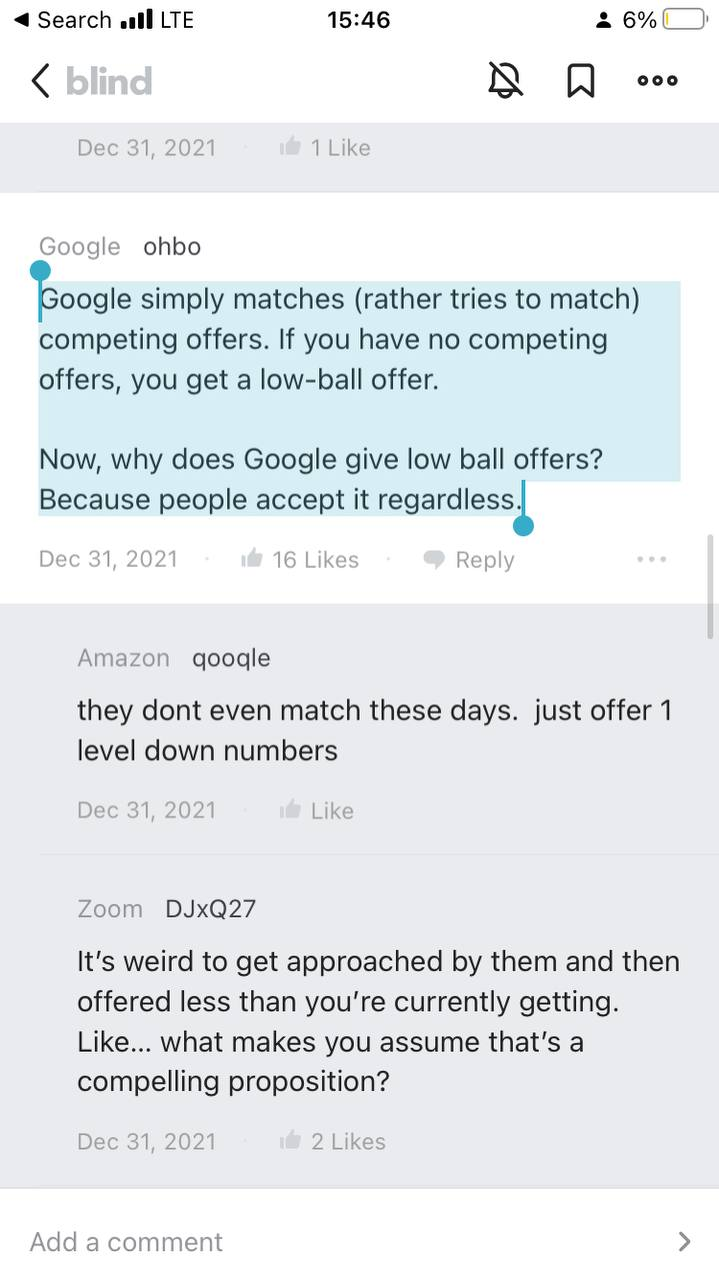 Search LTE 15:46 6%
blind
Dec 31, 2021 · 1 Like
Google ohbo
Google simply matches (rather tries to match)
competing offers. If you have no competing
offers, you get a low-ball offer.
Now, why does Google give low ball offers?
Because people accept it regardless.
Dec 31, 2021 · 16 Likes · Reply
Amazon qooqle
they dont even match these days.  just offer 1
level down numbers
Dec 31, 2021 · Like
Zoom DJxQ27
It’s weird to get approached by them and then
offered less than you’re currently getting.
Like... what makes you assume that’s a
compelling proposition?
Dec 31, 2021 · 2 Likes
Add a comment